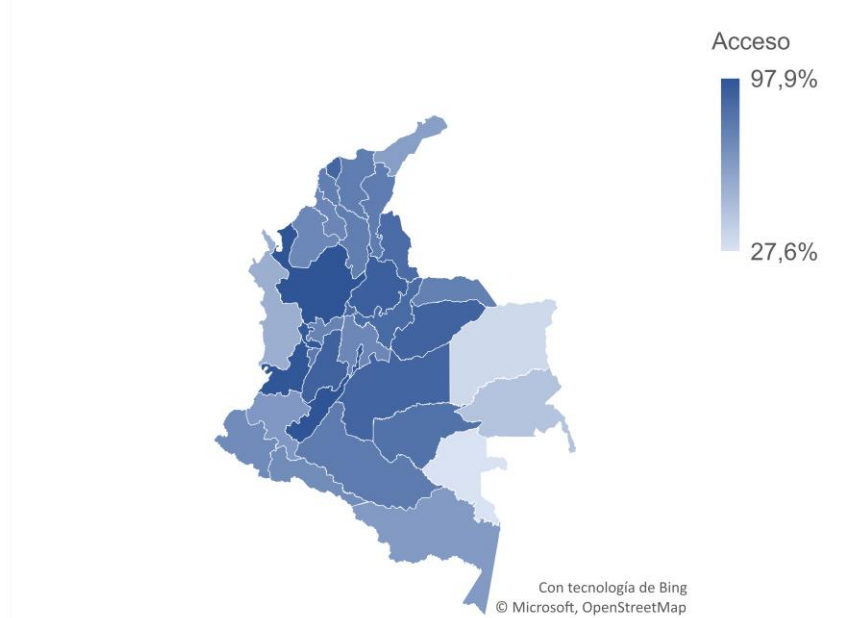 Acceso
97,9%
27,6%
Con tecnología de Bing
© Microsoft, OpenStreetMap